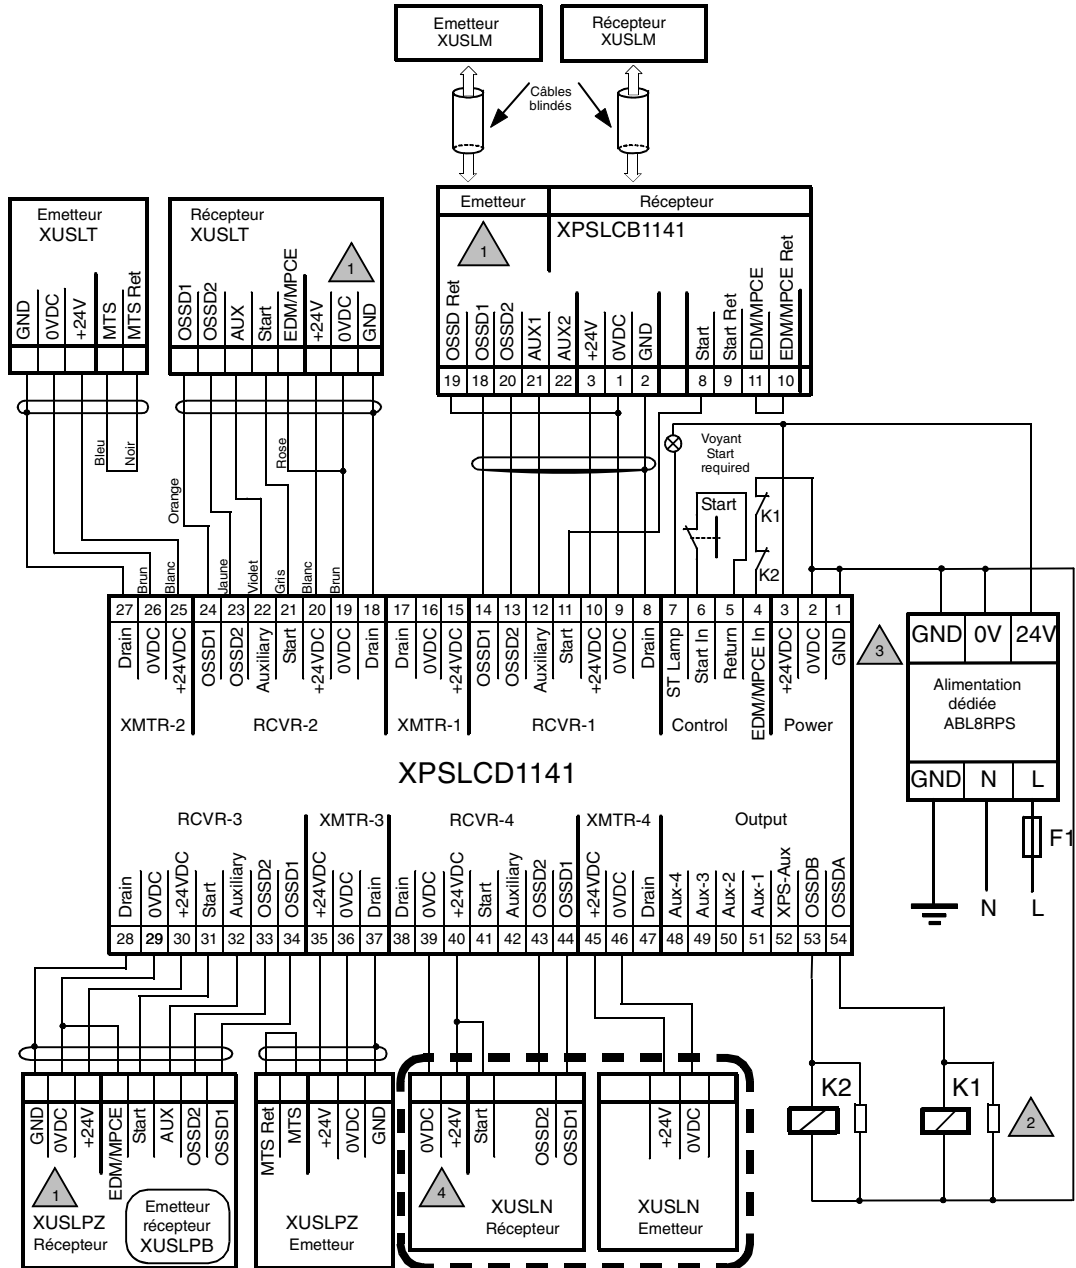 Emetteur
XUSLM
Récepteur
XUSLM
Câbles
blindés
Emetteur
XUSLT
GND
0VDC
+24V
MTS
MTS Ret
Récepteur
XUSLT
1
OSSD1
OSSD2
AUX
Start
EDM/MPCE
+24V
0VDC
GND
Emetteur
Récepteur
1
XPSLCB1141
OSSD Ret
OSSD1
OSSD2
AUX1
AUX2
+24V
0VDC
GND
Start
Start Ret
EDM/MPCE
EDM/MPCE Ret
19 18 20 21 22 3 1 2 8 9 11 10
Bleu
Noir
Orange
Rose
Voyant
Start
required
Start
K1
K2
Brun
Blanc
Jaune
Violet
Gris
Blanc
Brun
27 26 25 24 23 22 21 20 19 18 17 16 15 14 13 12 11 10 9 8 7 6 5 4 3 2 1
Drain
0VDC
+24VDC
OSSD1
OSSD2
Auxiliary
Start
+24VDC
0VDC
Drain
Drain
0VDC
+24VDC
OSSD1
OSSD2
Auxiliary
Start
+24VDC
0VDC
Drain
ST Lamp
Start In
Return
EDM/MPCE In
+24VDC
0VDC
GND
XMTR-2
RCVR-2
XMTR-1
RCVR-1
Control
Power
3
GND 0V 24V
Alimentation
dédiée
ABL8RPS
GND N L
F1
N L
XPSLCD1141
RCVR-3
XMTR-3
RCVR-4
XMTR-4
Output
Drain
0VDC
+24VDC
Start
Auxiliary
OSSD2
OSSD1
+24VDC
0VDC
Drain
Drain
0VDC
+24VDC
Start
Auxiliary
OSSD2
OSSD1
+24VDC
0VDC
Drain
Aux-4
Aux-3
Aux-2
Aux-1
XPS-Aux
OSSDB
OSSDA
28 29 30 31 32 33 34 35 36 37 38 39 40 41 42 43 44 45 46 47 48 49 50 51 52 53 54
K2
K1
2
GND
0VDC
+24V
EDM/MPCE
Start
AUX
OSSD2
OSSD1
1
XUSLPZ
Récepteur
Emetteur
récepteur
XUSLPB
MTS Ret
MTS
+24V
0VDC
GND
XUSLPZ
Emetteur
0VDC
+24V
Start
OSSD2
OSSD1
4
XUSLN
Récepteur
+24V
0VDC
XUSLN
Emetteur